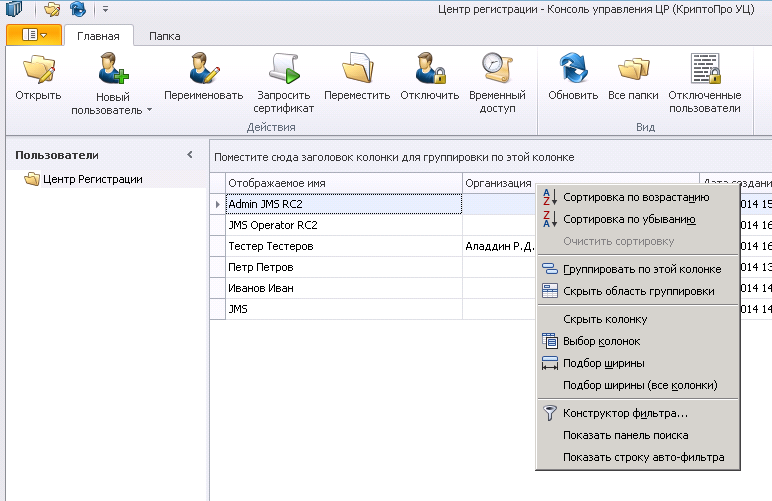 Центр регистрации - Консоль управления ЦР (КриптоПро УЦ)
Главная
Папка
Открыть
Новый
пользователь
Переименовать
Запросить
сертификат
Переместить
Отключить
Временный
доступ
Обновить
Все папки
Отключенные
пользователи
Действия
Вид
Пользователи
Центр Регистрации
Поместите сюда заголовок колонки для группировки по этой колонке
Отображаемое имя
Организация
Дата создани
Admin JMS RC2
014 15
JMS Operator RC2
014 16
Тестер Тестеров
Аладдин Р.Д.
014 16
Петр Петров
014 13
Иванов Иван
014 14
JMS
014 14
Сортировка по возрастанию
Сортировка по убыванию
Очистить сортировку
Группировать по этой колонке
Скрыть область группировки
Скрыть колонку
Выбор колонок
Подбор ширины
Подбор ширины (все колонки)
Конструктор фильтра...
Показать панель поиска
Показать строку авто-фильтра